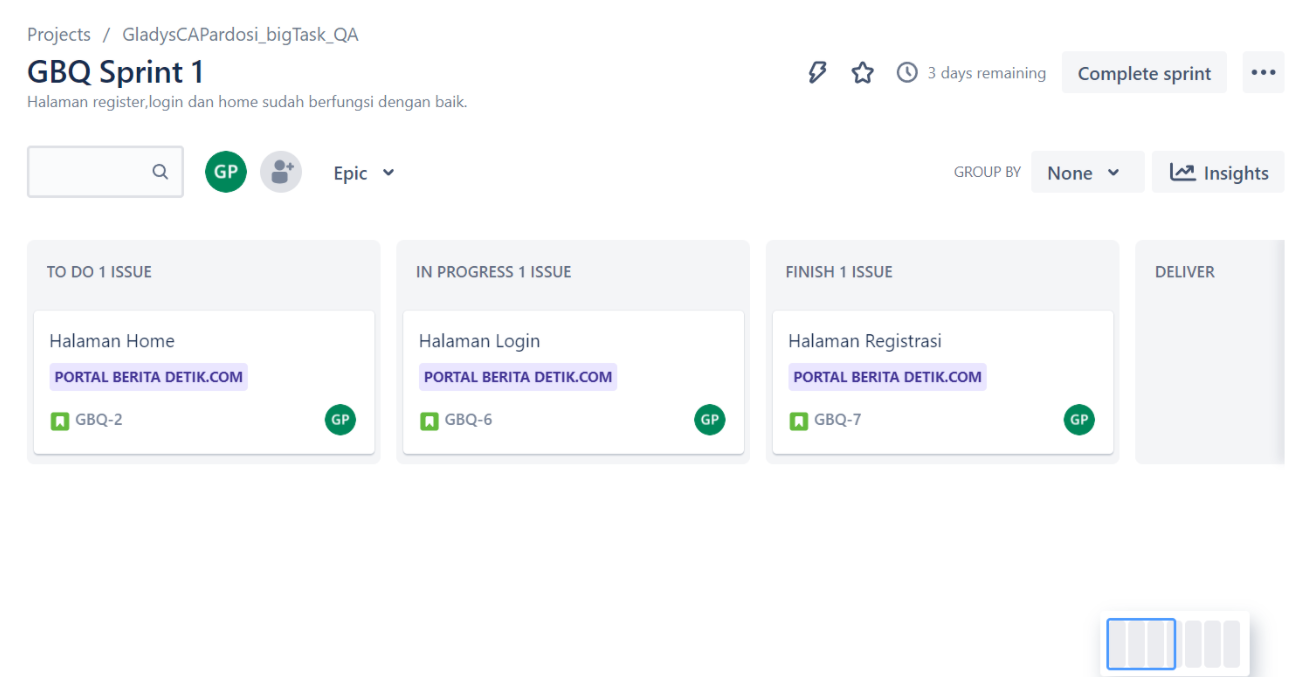 Projects / GladysCAPardosi_bigTask_QA
GBQ Sprint 1
3 days remaining
Complete sprint
Halaman register,login dan home sudah berfungsi dengan baik.
GP
Epic
GROUP BY
None
Insights
TO DO 1 ISSUE
Halaman Home
PORTAL BERITA DETIK.COM
GBQ-2
GP
IN PROGRESS 1 ISSUE
Halaman Login
PORTAL BERITA DETIK.COM
GBQ-6
GP
FINISH 1 ISSUE
Halaman Registrasi
PORTAL BERITA DETIK.COM
GBQ-7
GP
DELIVER